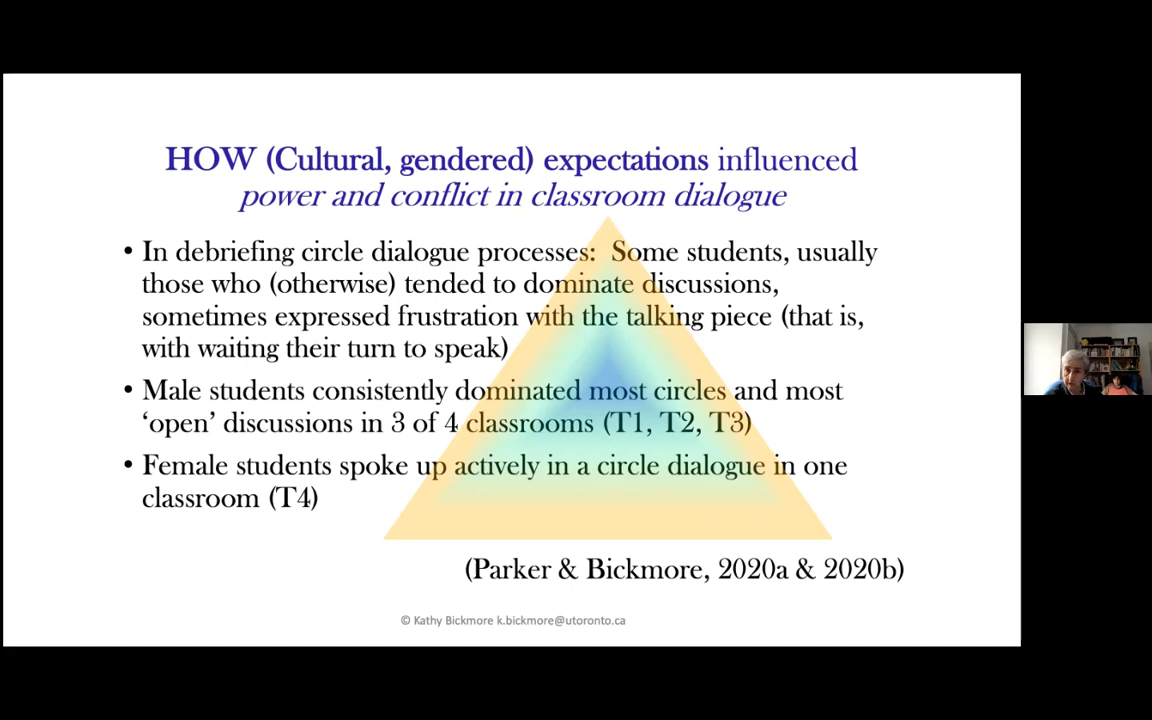 HOW (Cultural, gendered) expectations influenced
power and conflict in classroom dialogue
• In debriefing circle dialogue processes: Some students, usually
those who (otherwise) tended to dominate discussions,
sometimes expressed frustration with the talking piece (that is,
with waiting their turn to speak)
• Male students consistently dominated most circles and most
‘open’ discussions in 3 of 4 classrooms (T1, T2, T3)
• Female students spoke up actively in a circle dialogue in one
classroom (T4)
(Parker & Bickmore, 2020a & 2020b)
© Kathy Bickmore k.bickmore@utoronto.ca